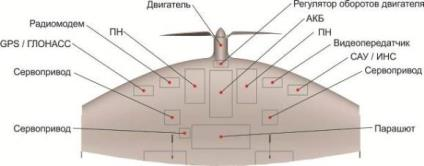 Двигатель
Регулятор оборотов двигателя
Радиомодем
АКБ
ПН
ПН
GPS / ГЛОНАСС
Видеопередатчик
САУ / ИНС
Сервопривод
Сервопривод
Сервопривод
Парашют